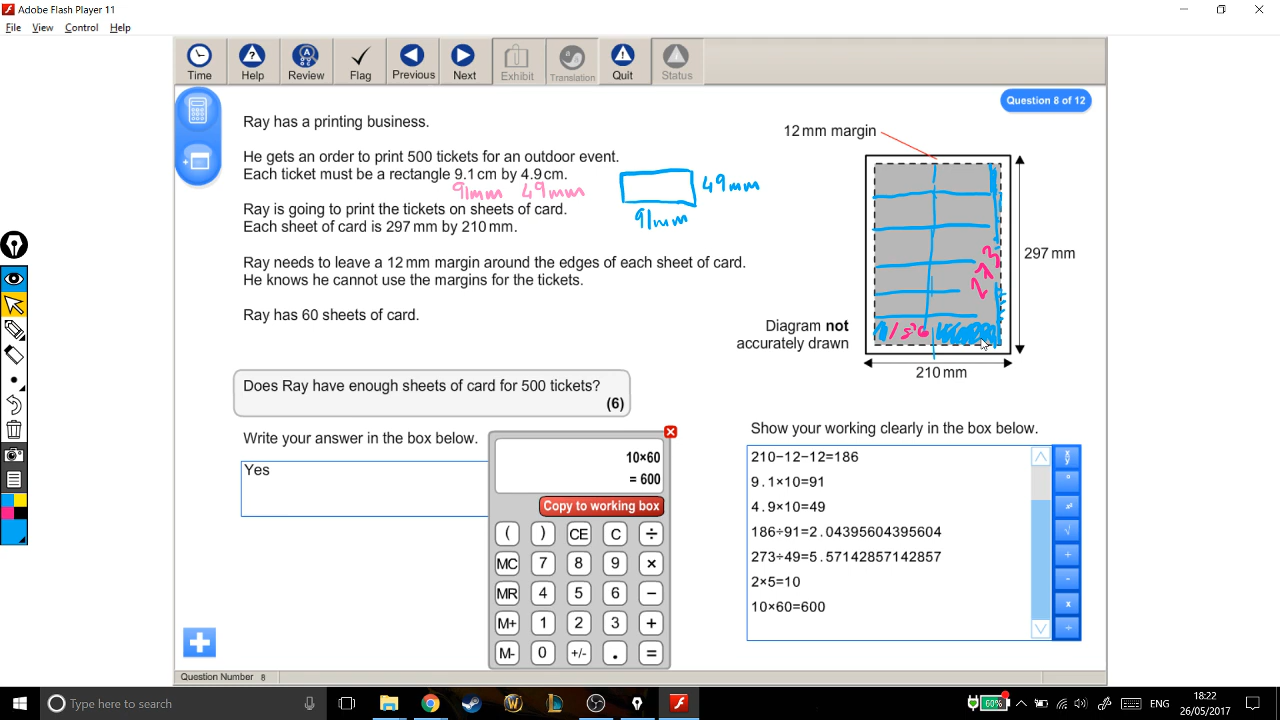 Adobe Flash Player 11
File View Control Help
Time Help Review Flag Previous Next Exhibit Translation Quit Status
Question 8 of 12
Ray has a printing business.
He gets an order to print 500 tickets for an outdoor event.
Each ticket must be a rectangle 9.1 cm by 4.9 cm.
91mm 49mm
Ray is going to print the tickets on sheets of card.
Each sheet of card is 297 mm by 210 mm.
Ray needs to leave a 12 mm margin around the edges of each sheet of card.
He knows he cannot use the margins for the tickets.
Ray has 60 sheets of card.
49mm
91mm
12 mm margin
297 mm
273
186
Diagram not
accurately drawn
210 mm
Does Ray have enough sheets of card for 500 tickets?
(6)
Write your answer in the box below.
Yes
10×60
= 600
Copy to working box
( ) CE C ÷
MC 7 8 9 ×
MR 4 5 6 −
M+ 1 2 3 +
M- 0 +/- . =
Show your working clearly in the box below.
210−12−12=186
9.1×10=91
4.9×10=49
186÷91=2.04395604395604
273÷49=5.57142857142857
2×5=10
10×60=600
x
y
°
x²
√
+
-
x
÷
Question Number 8
Type here to search
60%
ENG
18:22
26/05/2017